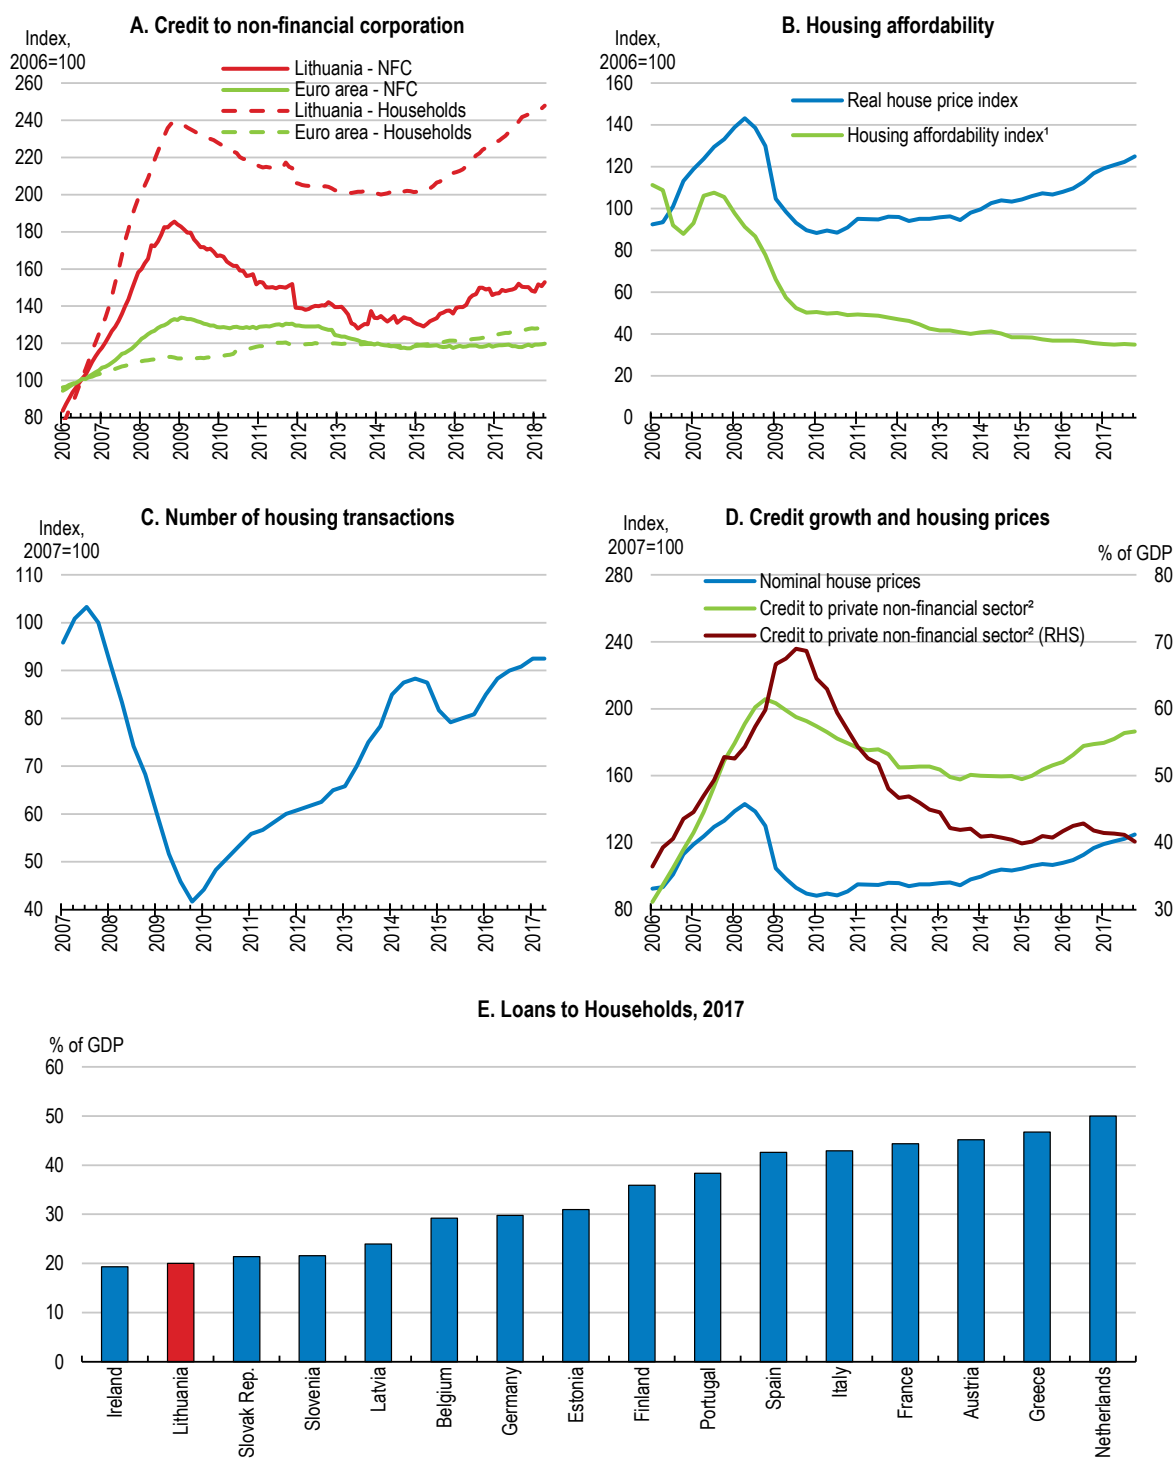 A. Credit to non-financial corporation
Index,
2006=100
Lithuania - NFC
Euro area - NFC
Lithuania - Households
Euro area - Households
260
240
220
200
180
160
140
120
100
80
2006
2007
2008
2009
2010
2011
2012
2013
2014
2015
2016
2017
2018
B. Housing affordability
Index,
2006=100
Real house price index
Housing affordability index¹
160
140
120
100
80
60
40
20
0
2006
2007
2008
2009
2010
2011
2012
2013
2014
2015
2016
2017
C. Number of housing transactions
Index,
2007=100
110
100
90
80
70
60
50
40
2007
2008
2009
2010
2011
2012
2013
2014
2015
2016
2017
D. Credit growth and housing prices
Index,
2007=100
% of GDP
Nominal house prices
Credit to private non-financial sector²
Credit to private non-financial sector² (RHS)
280
240
200
160
120
80
80
70
60
50
40
30
2006
2007
2008
2009
2010
2011
2012
2013
2014
2015
2016
2017
E. Loans to Households, 2017
% of GDP
60
50
40
30
20
10
0
Ireland
Lithuania
Slovak Rep.
Slovenia
Latvia
Belgium
Germany
Estonia
Finland
Portugal
Spain
Italy
France
Austria
Greece
Netherlands